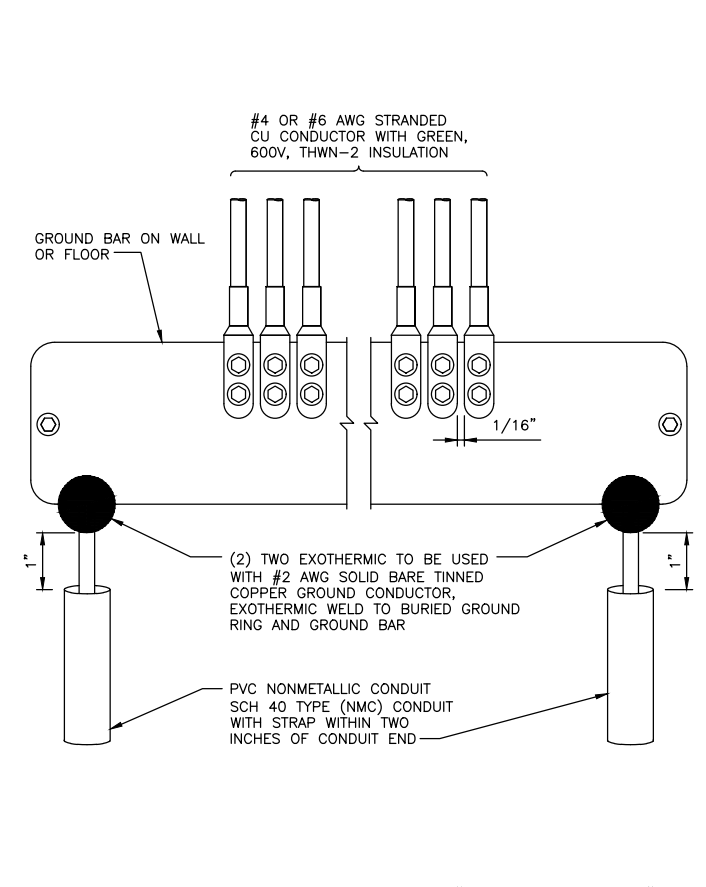 #4 OR #6 AWG STRANDED
CU CONDUCTOR WITH GREEN,
600V, THWN-2 INSULATION
GROUND BAR ON WALL
OR FLOOR
1/16"
1"
1"
(2) TWO EXOTHERMIC TO BE USED
WITH #2 AWG SOLID BARE TINNED
COPPER GROUND CONDUCTOR,
EXOTHERMIC WELD TO BURIED GROUND
RING AND GROUND BAR
PVC NONMETALLIC CONDUIT
SCH 40 TYPE (NMC) CONDUIT
WITH STRAP WITHIN TWO
INCHES OF CONDUIT END